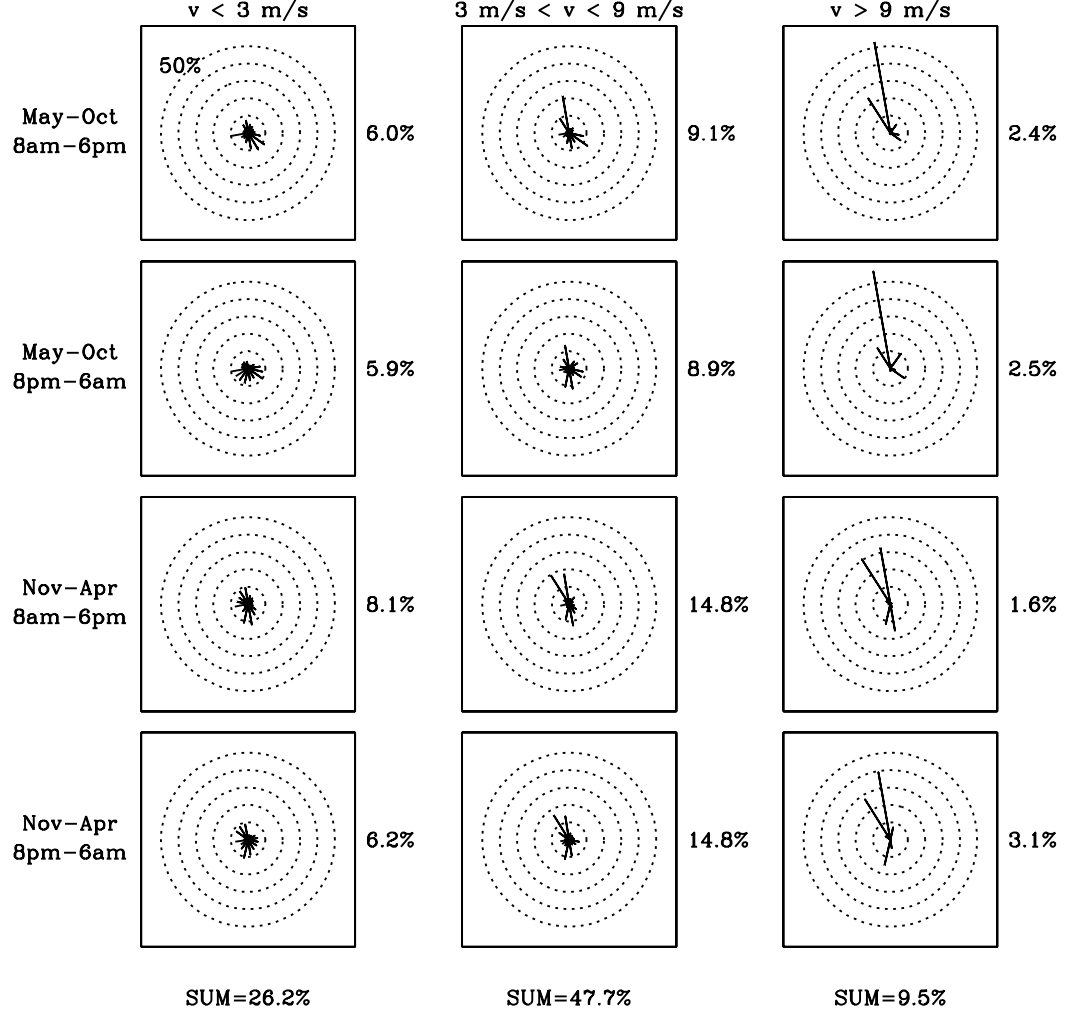 v < 3 m/s
3 m/s < v < 9 m/s
v > 9 m/s
50%
May-Oct
8am-6pm
6.0%
9.1%
2.4%
May-Oct
8pm-6am
5.9%
8.9%
2.5%
Nov-Apr
8am-6pm
8.1%
14.8%
1.6%
Nov-Apr
8pm-6am
6.2%
14.8%
3.1%
SUM=26.2%
SUM=47.7%
SUM=9.5%